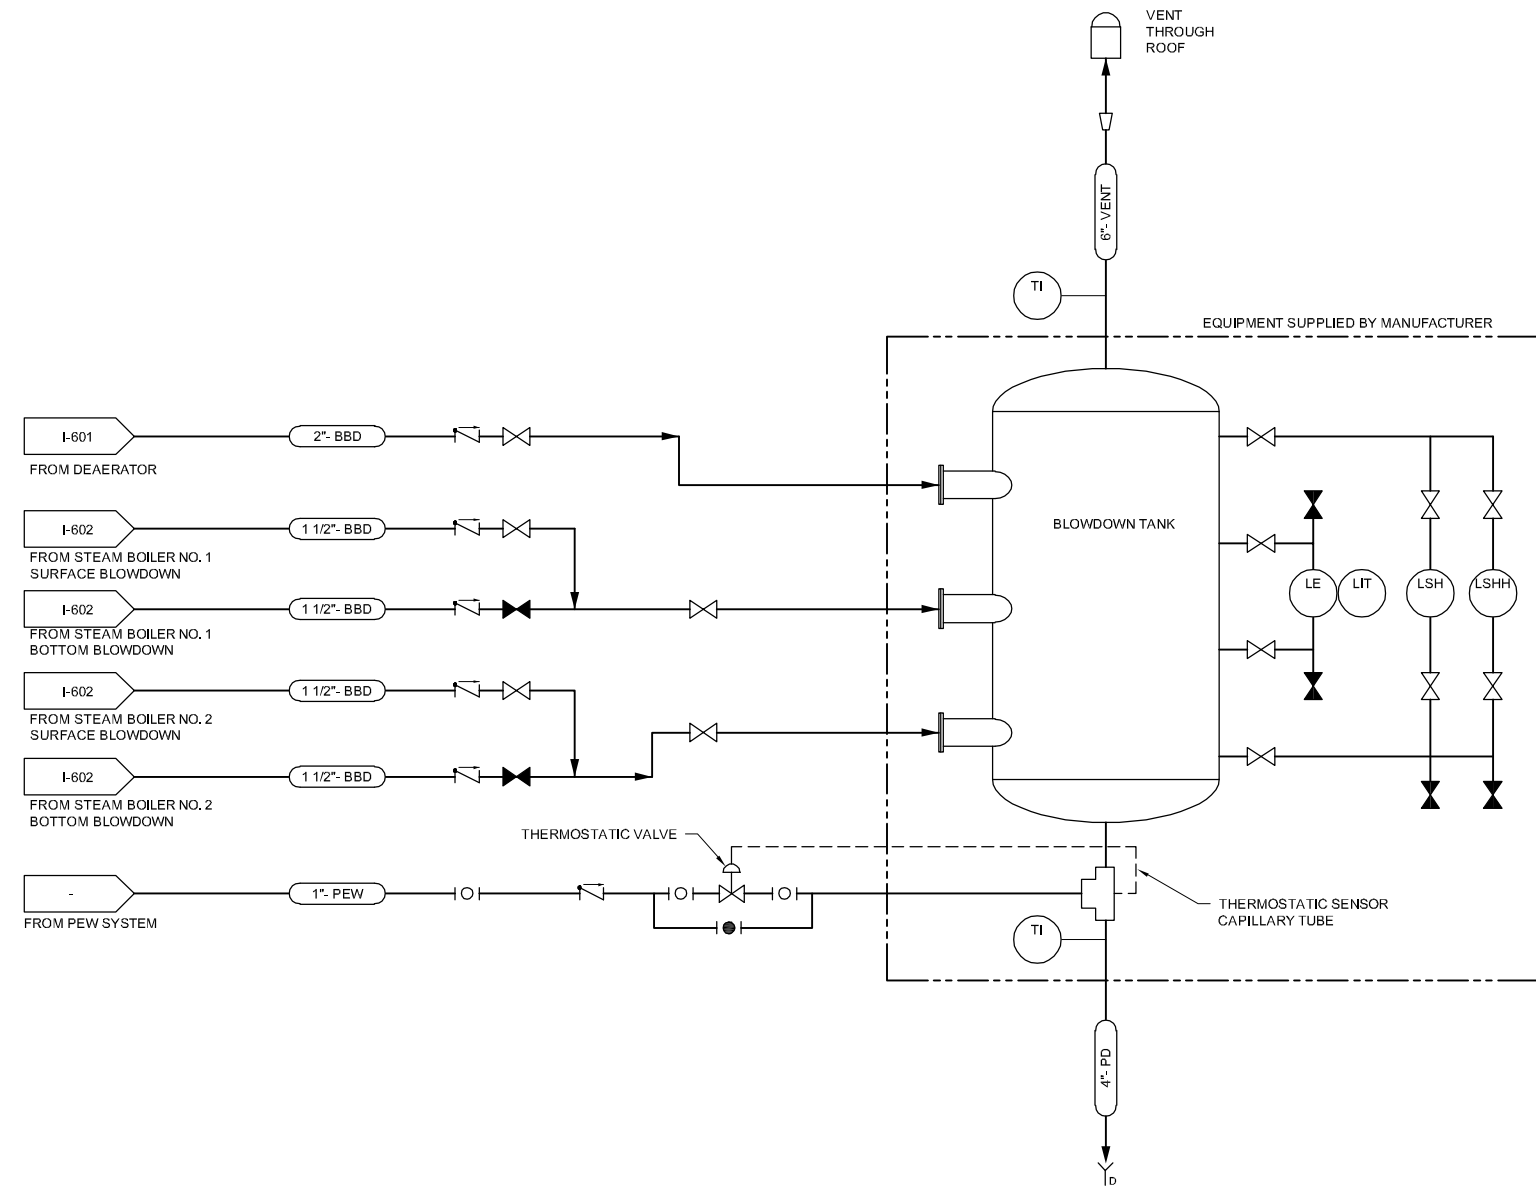 VENT
THROUGH
ROOF
6"- VENT
TI
EQUIPMENT SUPPLIED BY MANUFACTURER
I-601
2"- BBD
FROM DEAERATOR
I-602
1 1/2"- BBD
FROM STEAM BOILER NO. 1
SURFACE BLOWDOWN
I-602
1 1/2"- BBD
FROM STEAM BOILER NO. 1
BOTTOM BLOWDOWN
I-602
1 1/2"- BBD
FROM STEAM BOILER NO. 2
SURFACE BLOWDOWN
I-602
1 1/2"- BBD
FROM STEAM BOILER NO. 2
BOTTOM BLOWDOWN
BLOWDOWN TANK
LE
LIT
LSH
LSHH
THERMOSTATIC VALVE
-
1"- PEW
FROM PEW SYSTEM
THERMOSTATIC SENSOR
CAPILLARY TUBE
TI
4"- PD
D